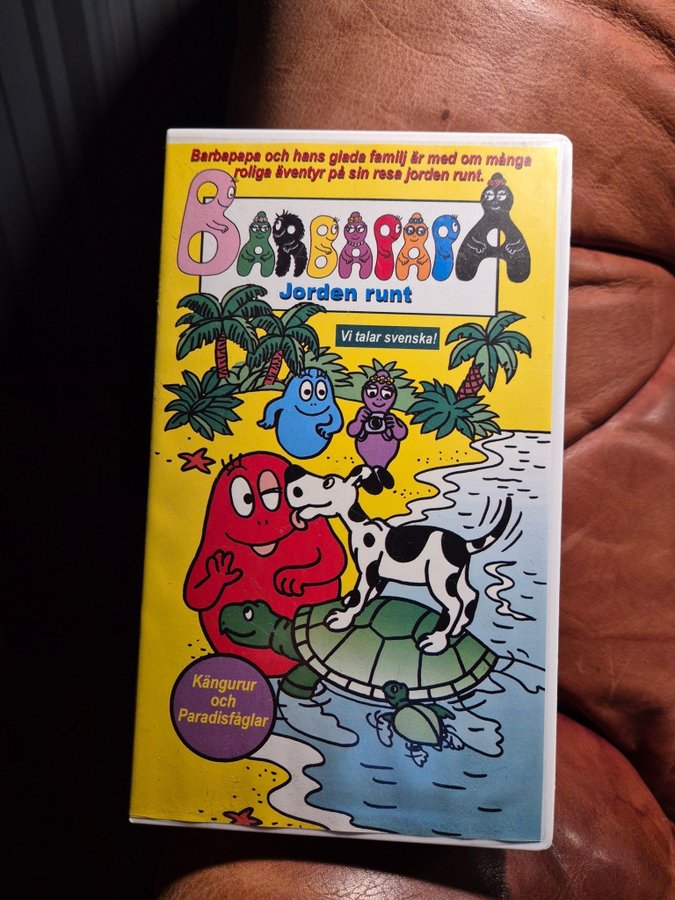 Barbapapa och hans glada familj är med om många
roliga äventyr på sin resa jorden runt.
BARBAPAPA
Jorden runt
Vi talar svenska!
Kängurur
och
Paradisfåglar